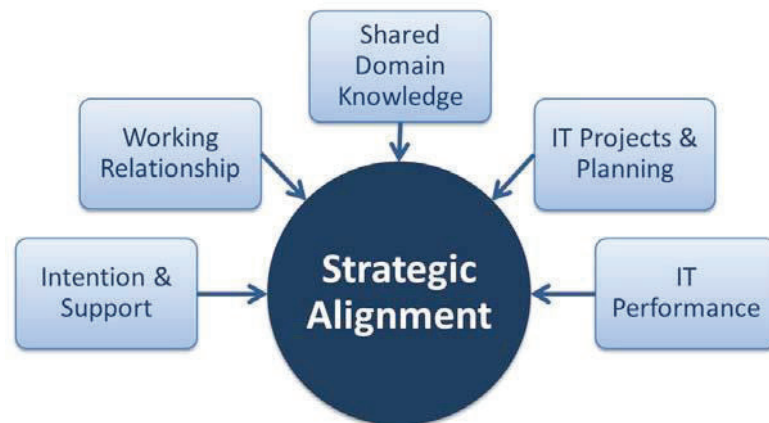 Shared
Domain
Knowledge
Working
Relationship
IT Projects &
Planning
Intention &
Support
Strategic
Alignment
IT
Performance